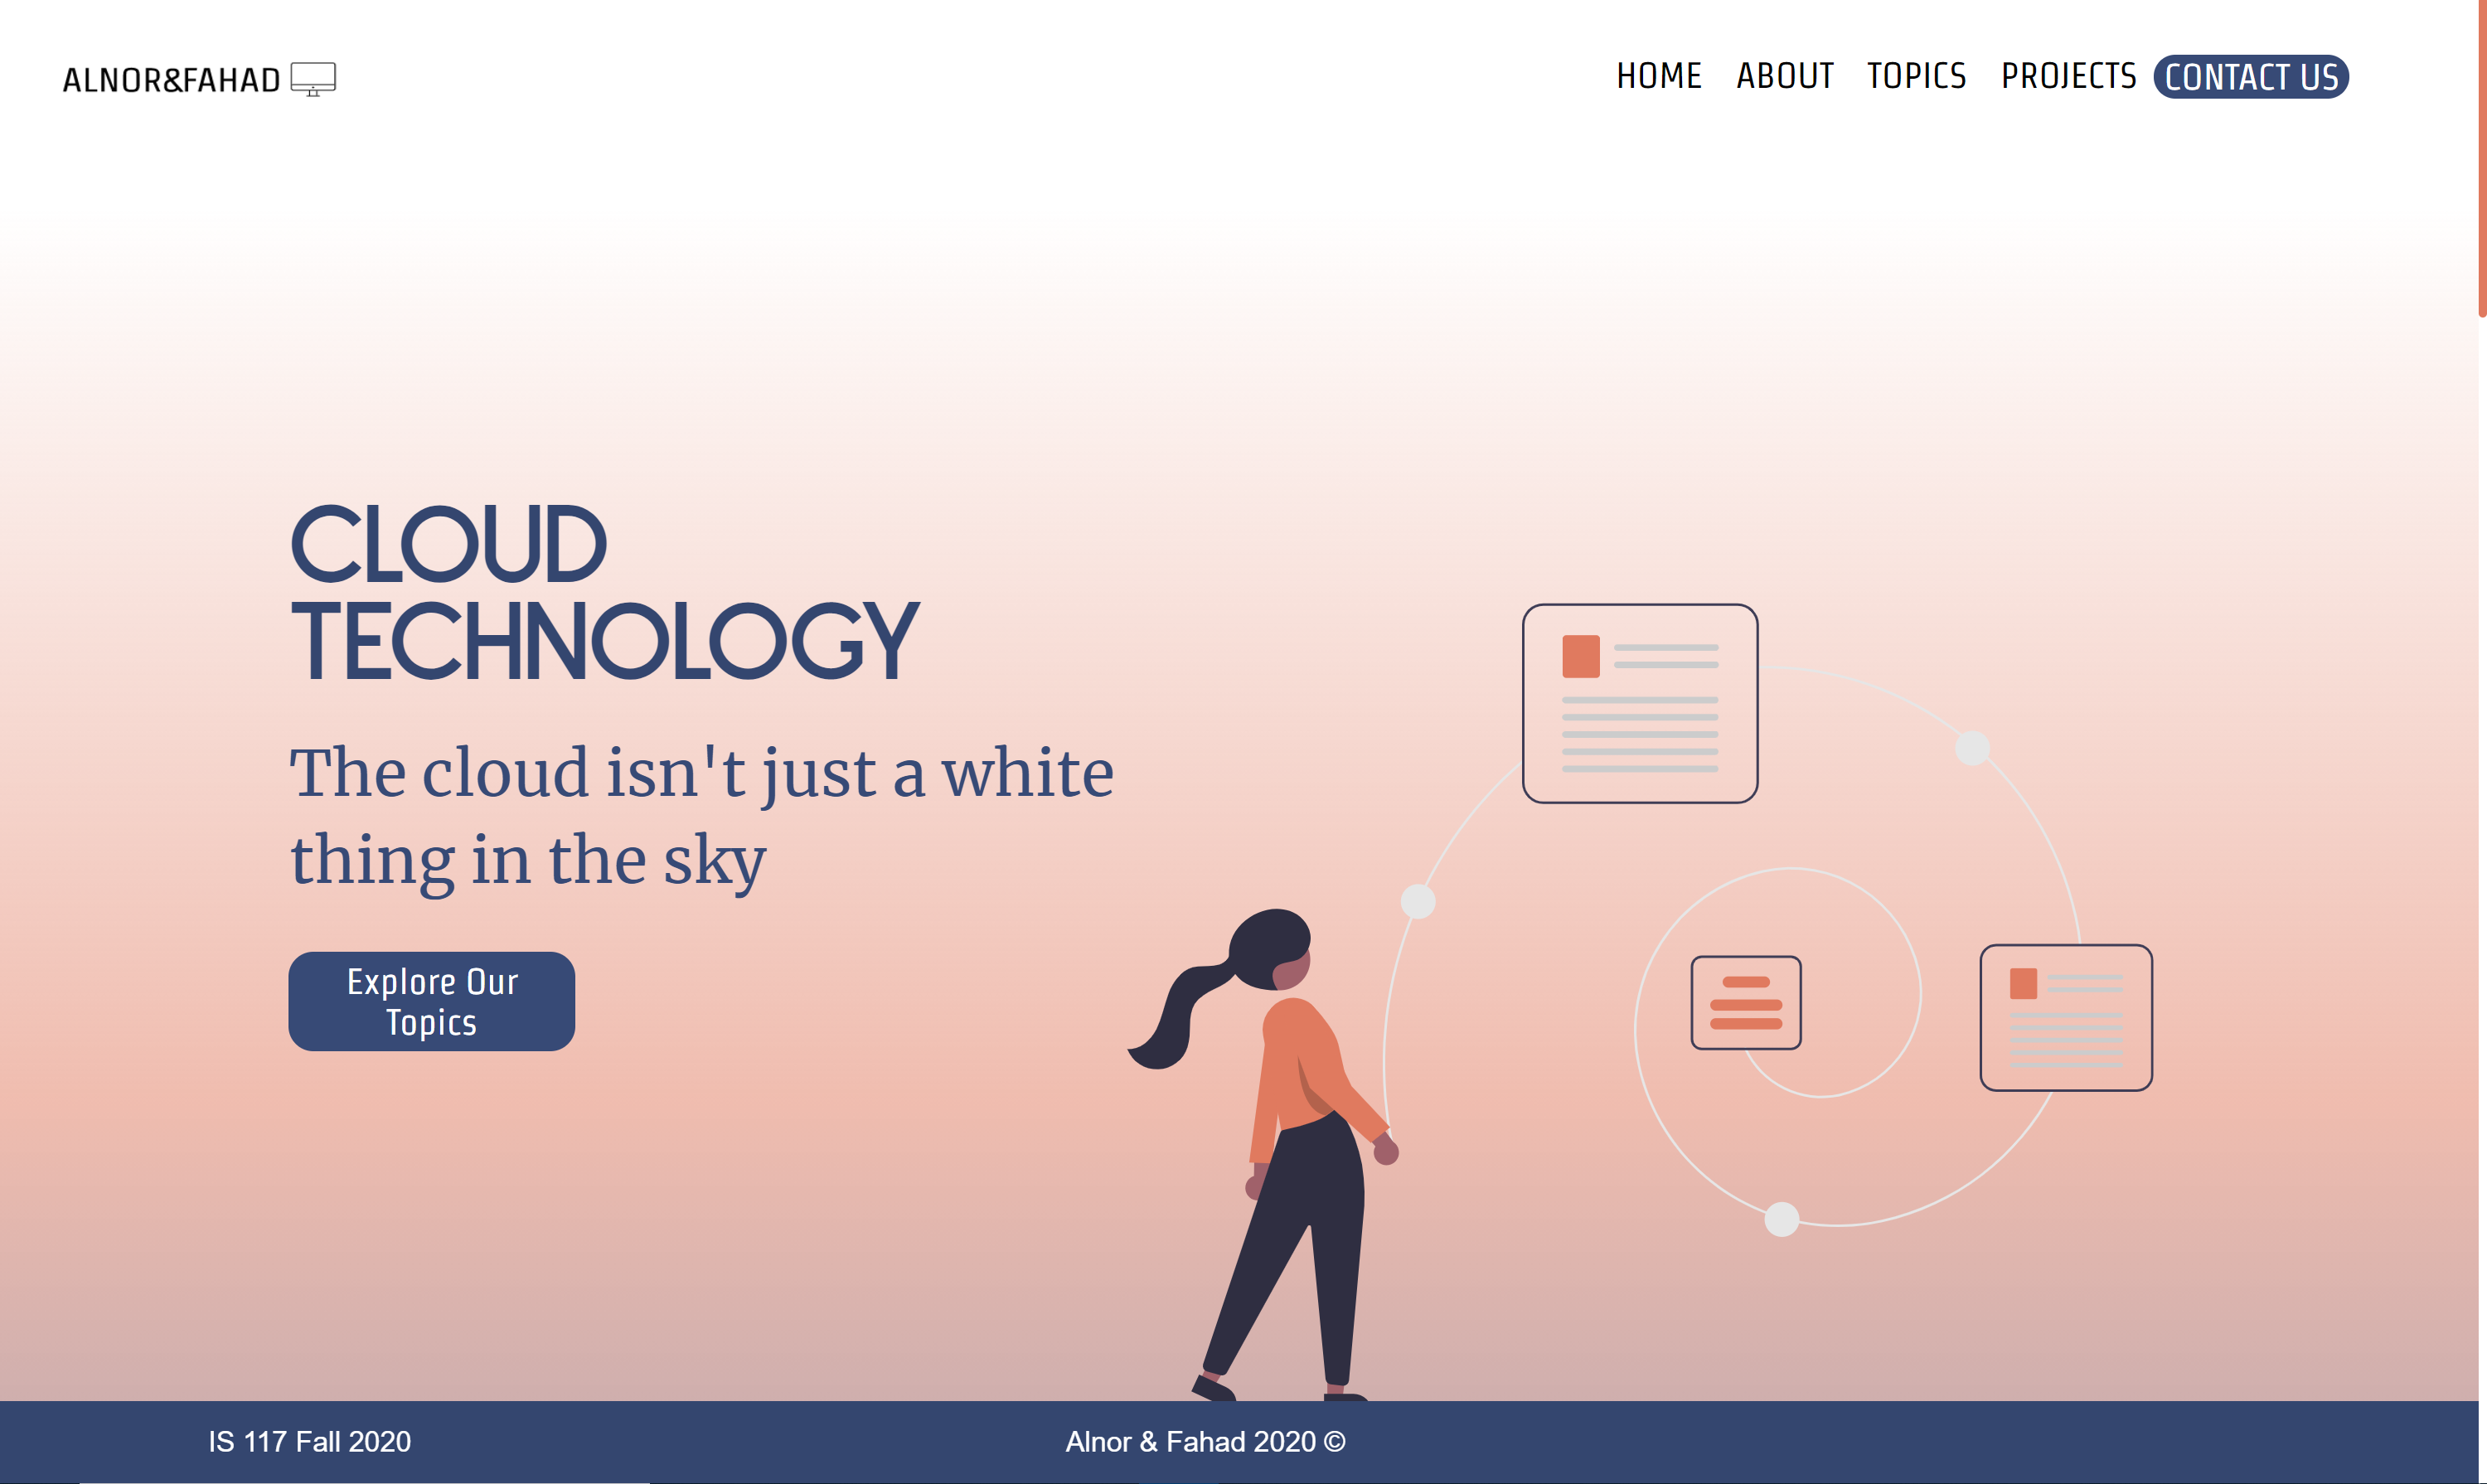 ALNOR&FAHAD
HOME ABOUT TOPICS PROJECTS CONTACT US
CLOUD
TECHNOLOGY
The cloud isn't just a white
thing in the sky
Explore Our
Topics
IS 117 Fall 2020
Alnor & Fahad 2020 ©